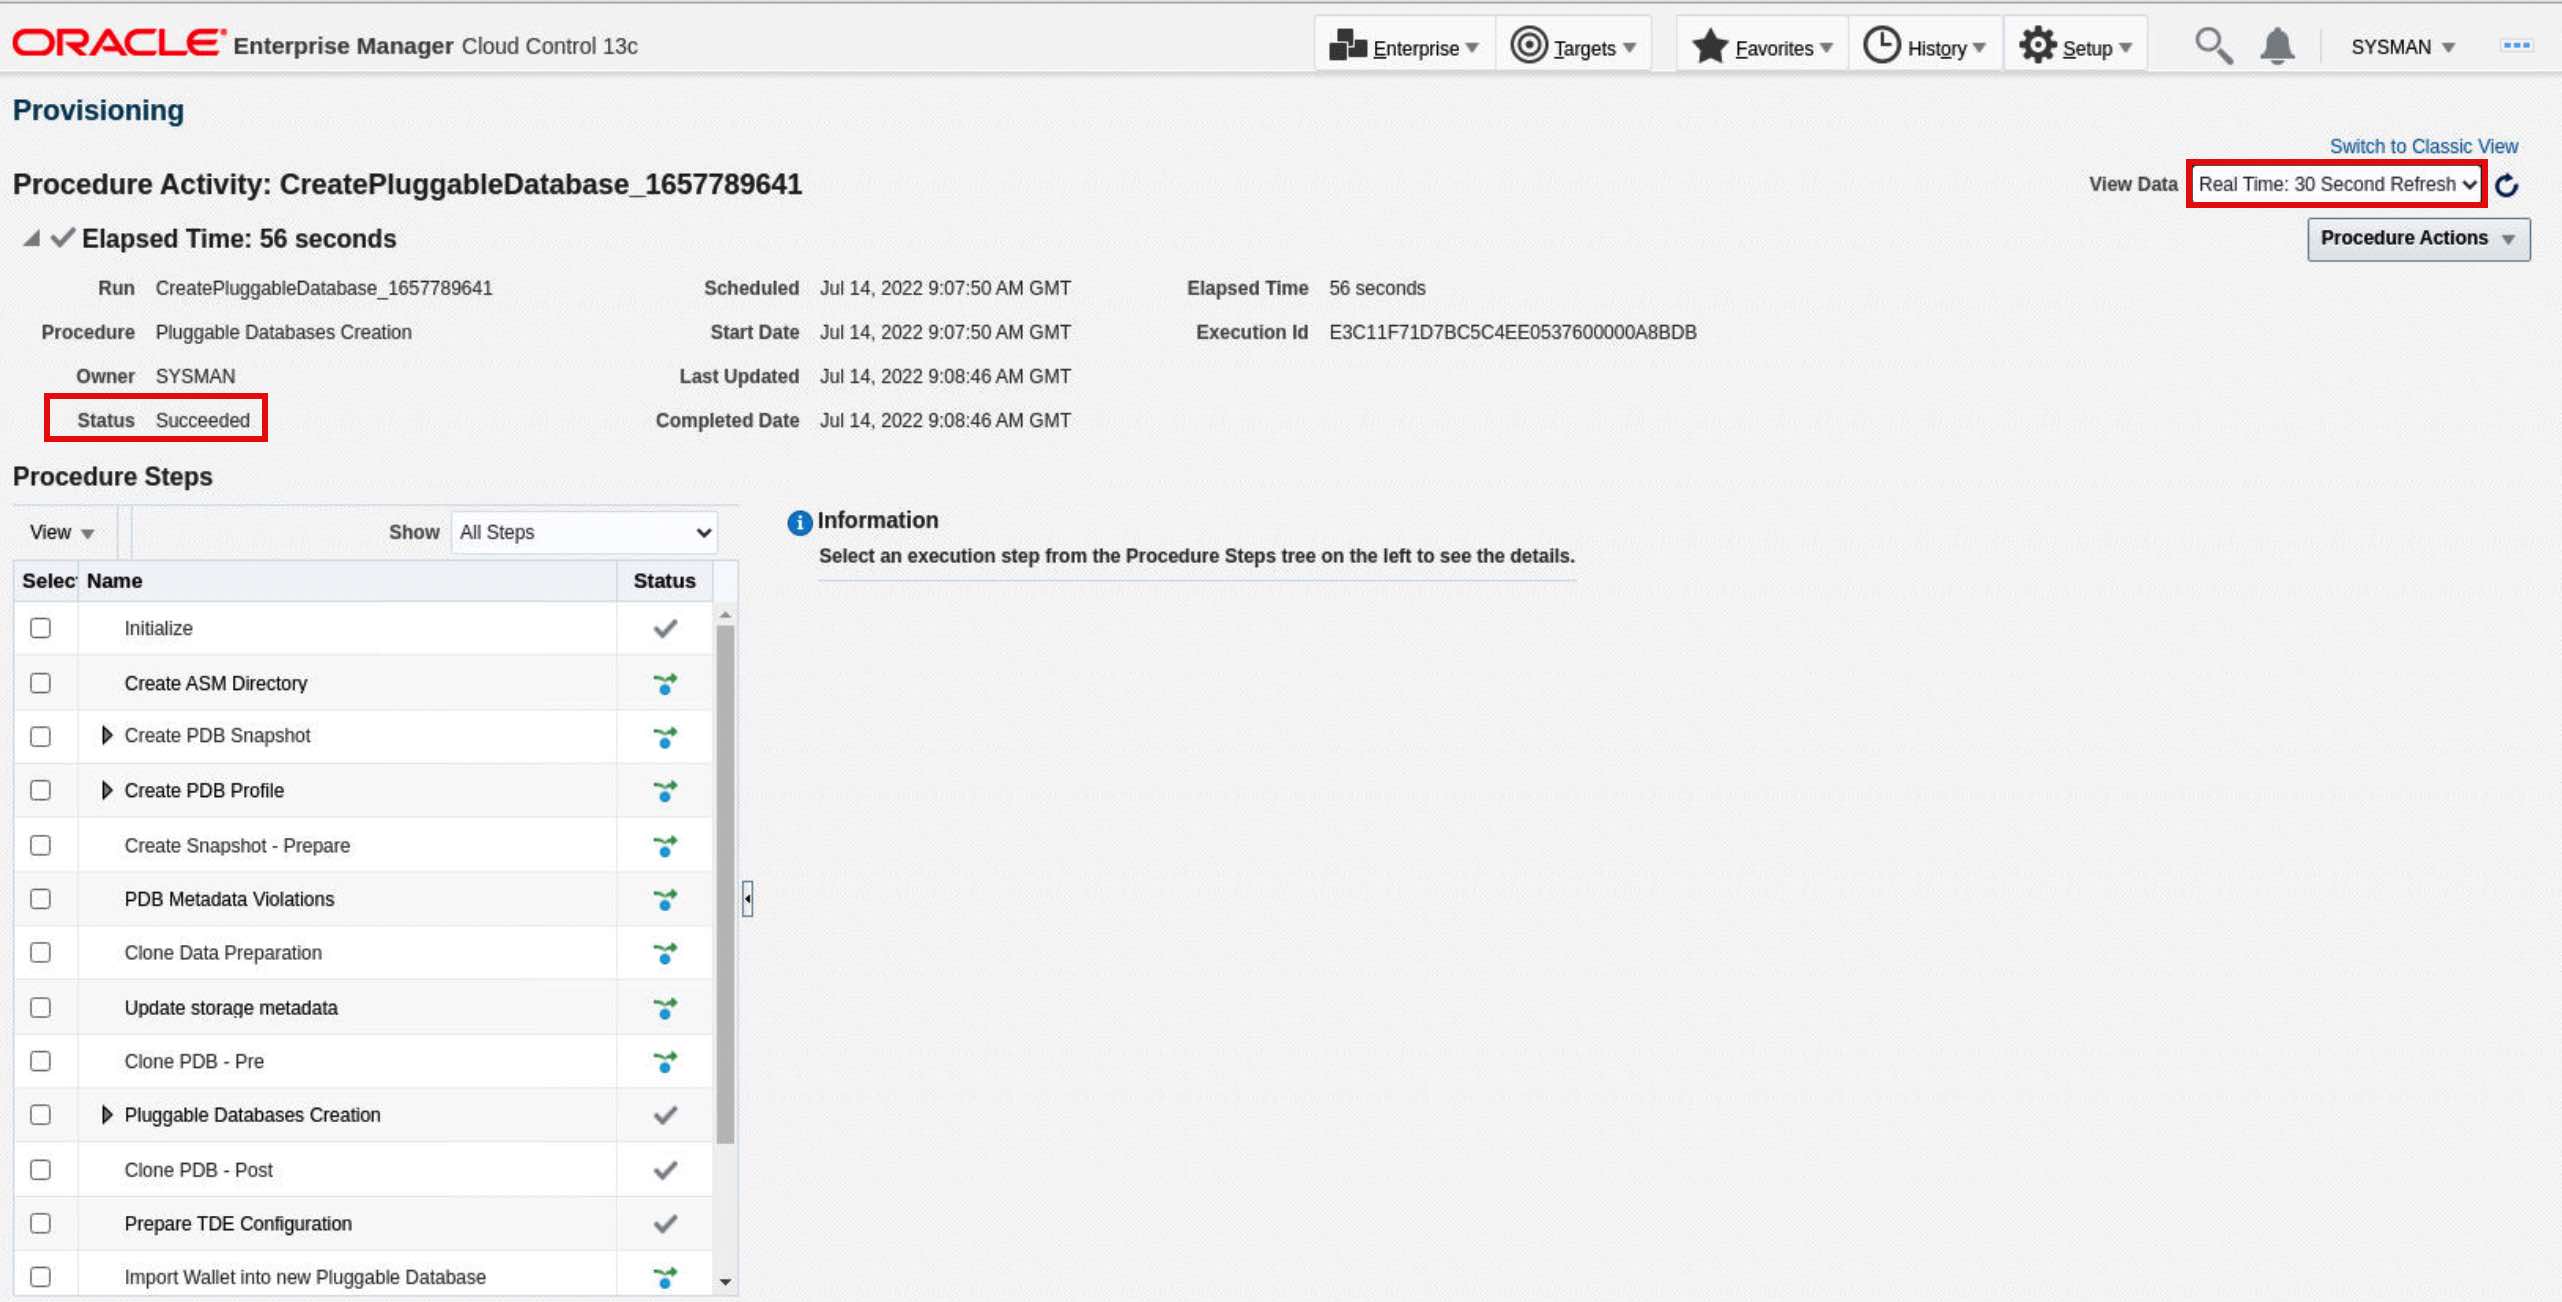 ORACLE Enterprise Manager Cloud Control 13c
Enterprise Targets Favorites History Setup SYSMAN
Provisioning
Switch to Classic View
Procedure Activity: CreatePluggableDatabase_1657789641
View Data Real Time: 30 Second Refresh
Elapsed Time: 56 seconds
Procedure Actions
Run CreatePluggableDatabase_1657789641 Scheduled Jul 14, 2022 9:07:50 AM GMT Elapsed Time 56 seconds
Procedure Pluggable Databases Creation Start Date Jul 14, 2022 9:07:50 AM GMT Execution Id E3C11F71D7BC5C4EE0537600000A8BDB
Owner SYSMAN Last Updated Jul 14, 2022 9:08:46 AM GMT
Status Succeeded Completed Date Jul 14, 2022 9:08:46 AM GMT
Procedure Steps
View Show All Steps
Selec Name Status
Initialize
Create ASM Directory
Create PDB Snapshot
Create PDB Profile
Create Snapshot - Prepare
PDB Metadata Violations
Clone Data Preparation
Update storage metadata
Clone PDB - Pre
Pluggable Databases Creation
Clone PDB - Post
Prepare TDE Configuration
Import Wallet into new Pluggable Database
Information
Select an execution step from the Procedure Steps tree on the left to see the details.